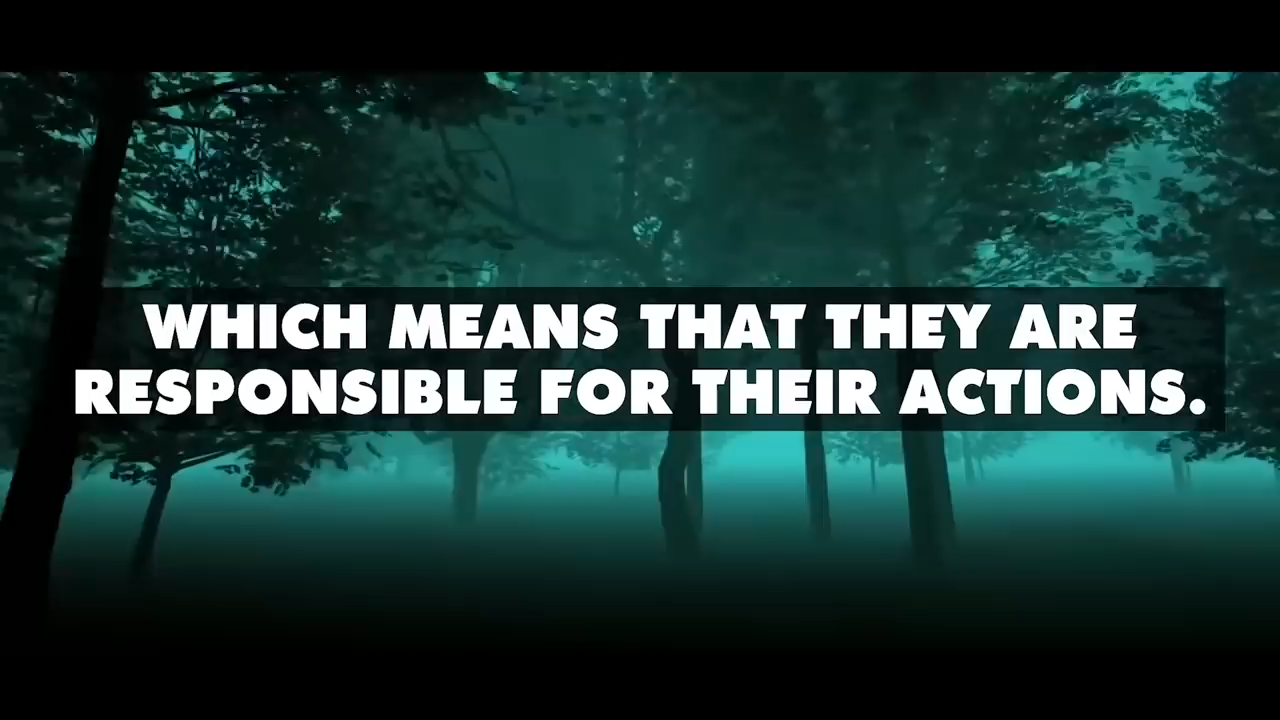 WHICH MEANS THAT THEY ARE
RESPONSIBLE FOR THEIR ACTIONS.